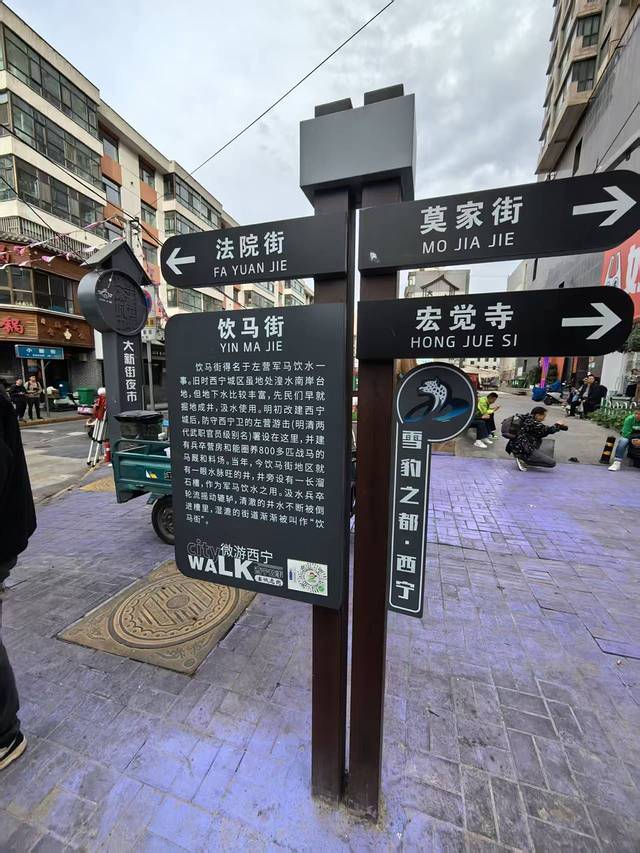 莫家街
MO JIA JIE
法院街
FA YUAN JIE
宏觉寺
HONG JUE SI
饮马街
YIN MA JIE
饮马街得名于左营军马饮水一
事。旧时西宁城区虽地处湟水南岸台
地，但地下水比较丰富，先民们早就
掘地成井，汲水使用。明初改建西宁
城后，防守西宁卫的左营游击(明清两
代武职官员级别名)署设在这里，并建
有兵卒营房和能圈养800多匹战马的
马厩和料场。当年，今饮马街地区就
有一眼水脉旺的井，井旁设有一长溜
石槽，作为军马饮水之用。汲水兵卒
轮流摇动辘轳，清澈的井水不断被倒
进槽里，湿漉的街道渐渐被叫作"饮
马街"。
city 微游西宁
WALK
雪豹之都·西宁
大新街夜市
小新街